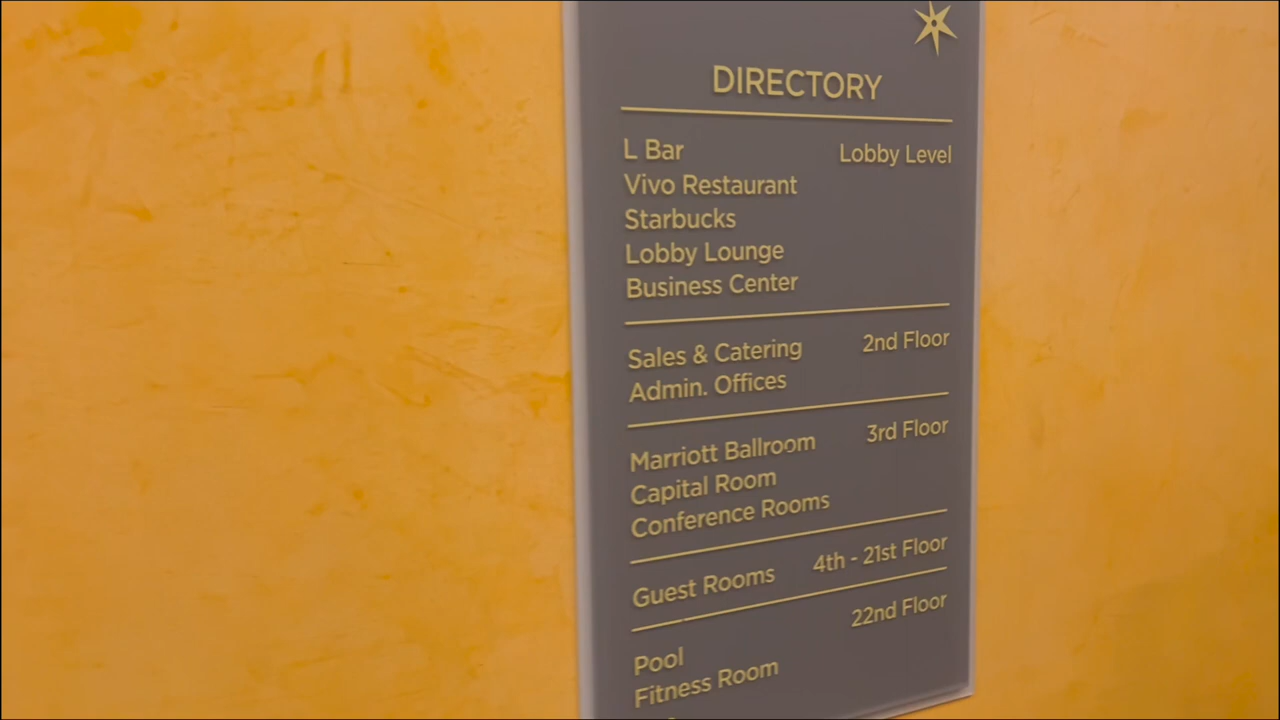 DIRECTORY
L Bar Lobby Level
Vivo Restaurant
Starbucks
Lobby Lounge
Business Center
Sales & Catering 2nd Floor
Admin. Offices
Marriott Ballroom 3rd Floor
Capital Room
Conference Rooms
Guest Rooms 4th - 21st Floor
22nd Floor
Pool
Fitness Room